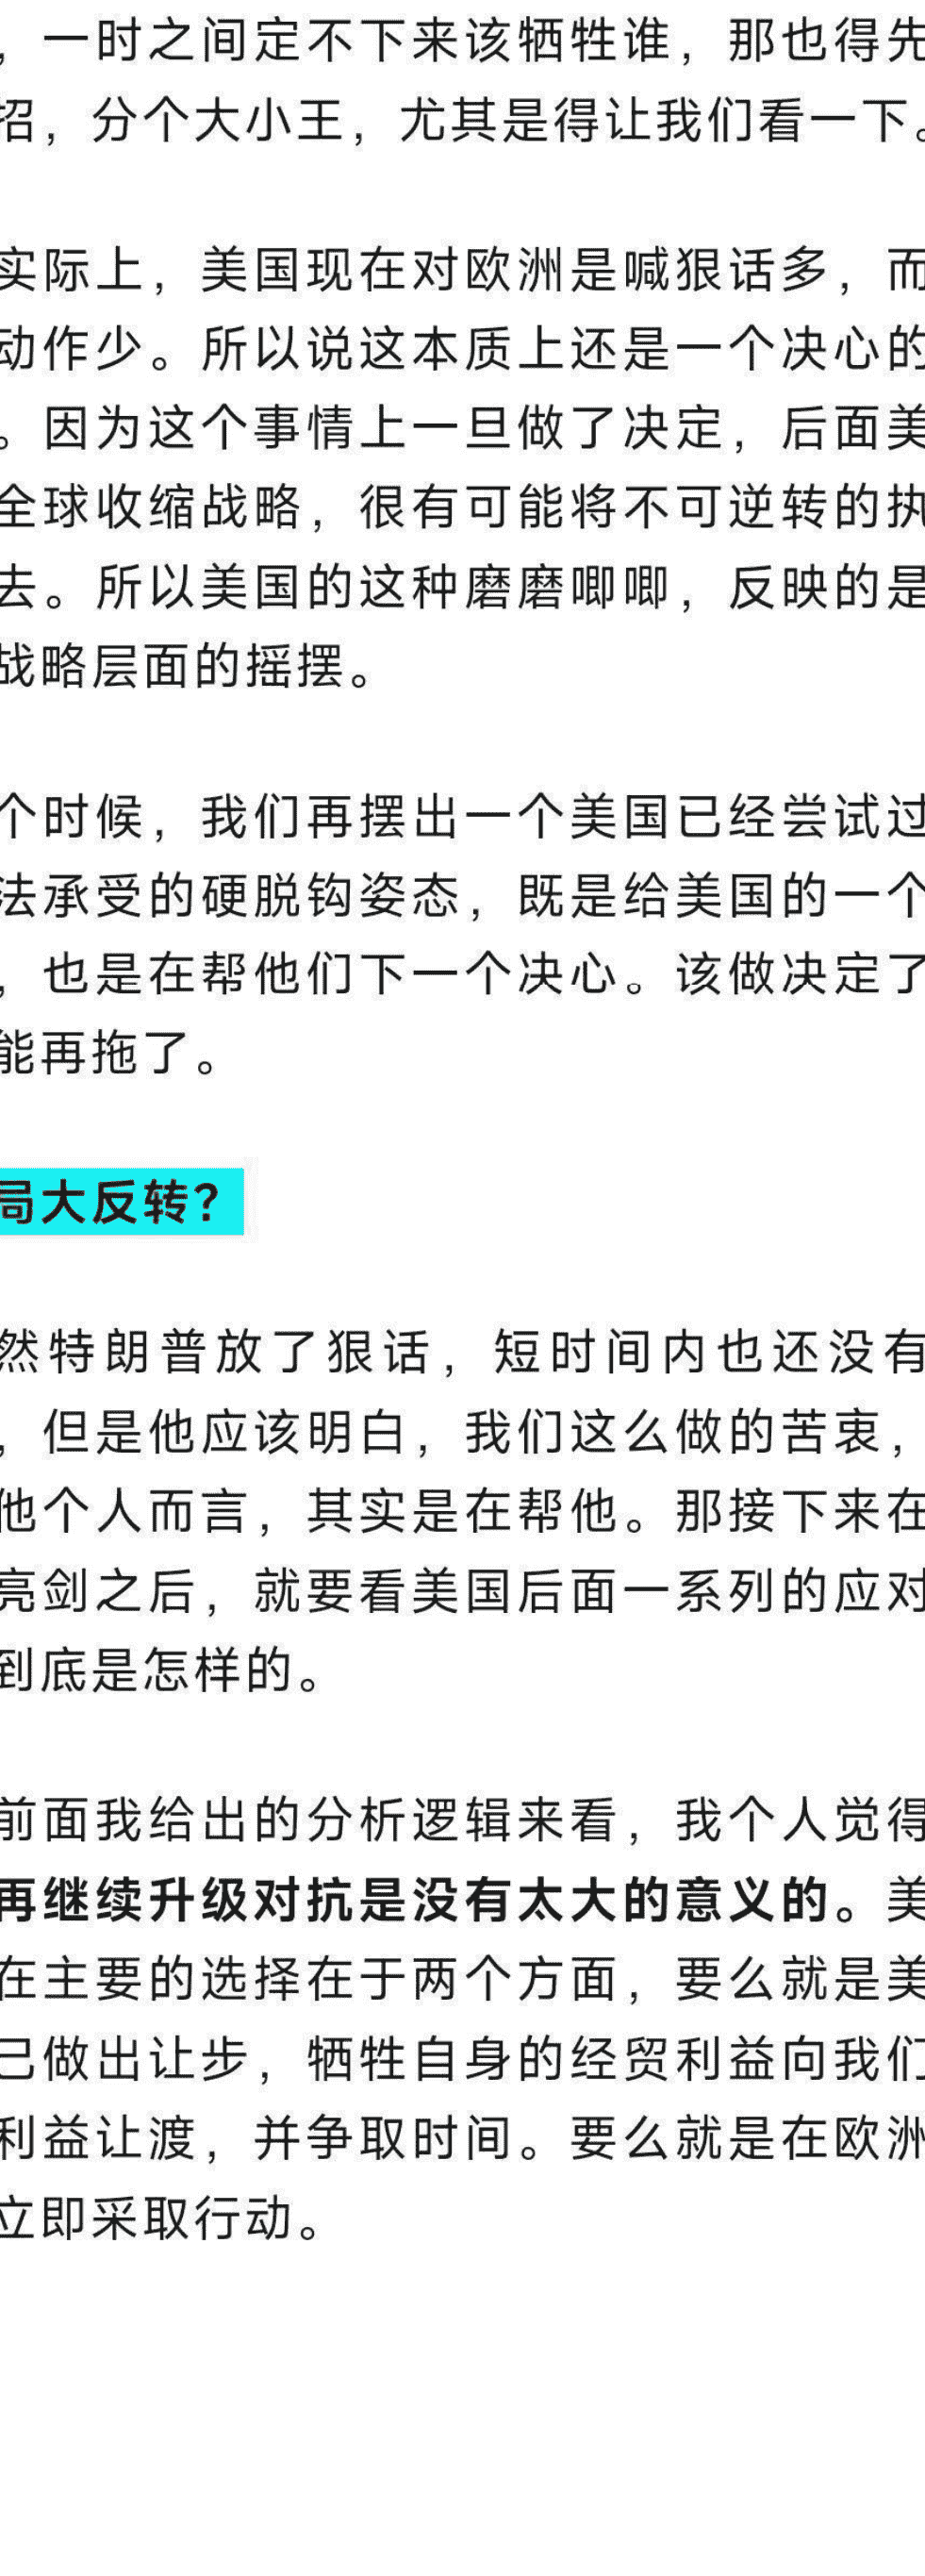 ，一时之间定不下来该牺牲谁，那也得先
招，分个大小王，尤其是得让我们看一下。
实际上，美国现在对欧洲是喊狠话多，而
动作少。所以说这本质上还是一个决心的
。因为这个事情上一旦做了决定，后面美
全球收缩战略，很有可能将不可逆转的执
去。所以美国的这种磨磨唧唧，反映的是
战略层面的摇摆。
个时候，我们再摆出一个美国已经尝试过
法承受的硬脱钩姿态，既是给美国的一个
，也是在帮他们下一个决心。该做决定了
能再拖了。
局大反转？
然特朗普放了狠话，短时间内也还没有
，但是他应该明白，我们这么做的苦衷，
他个人而言，其实是在帮他。那接下来在
亮剑之后，就要看美国后面一系列的应对
到底是怎样的。
前面我给出的分析逻辑来看，我个人觉得
再继续升级对抗是没有太大的意义的。美
在主要的选择在于两个方面，要么就是美
己做出让步，牺牲自身的经贸利益向我们
利益让渡，并争取时间。要么就是在欧洲
立即采取行动。